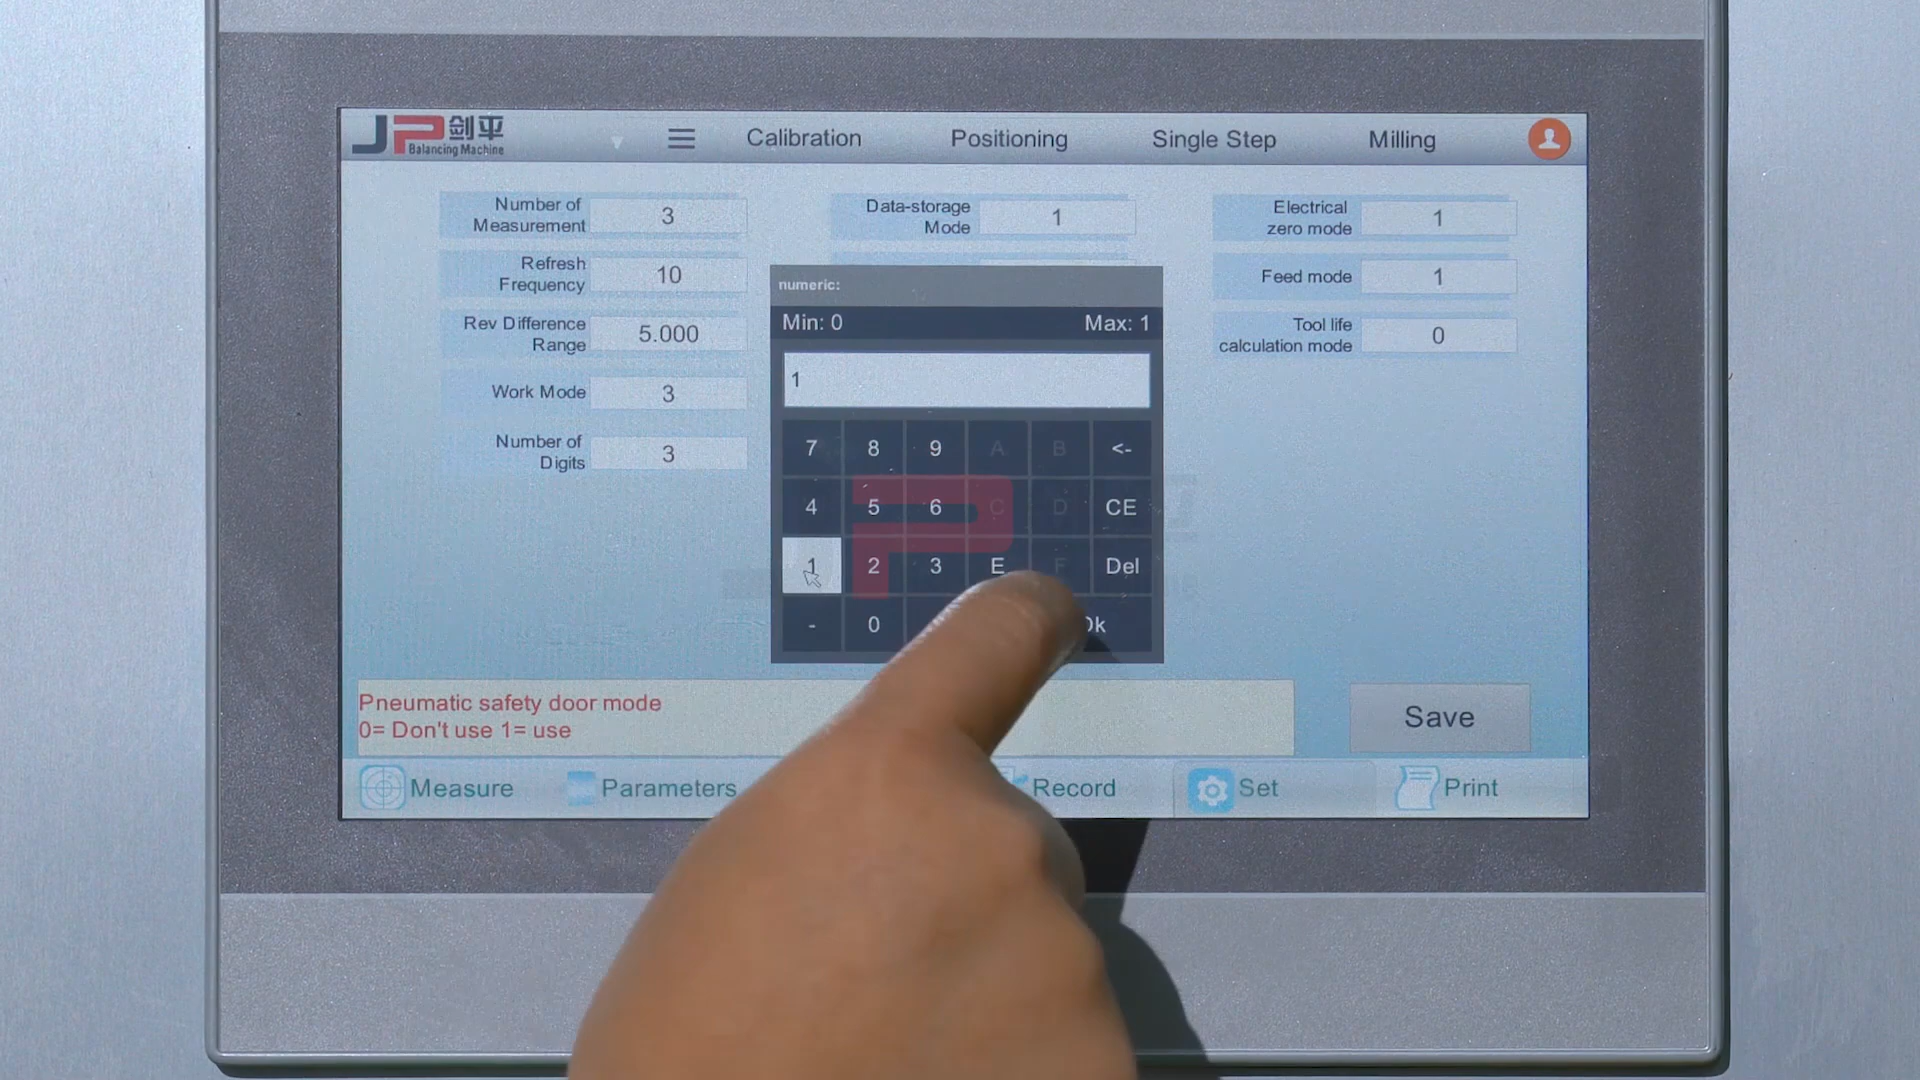 JP剑平
Balancing Machine
Calibration
Positioning
Single Step
Milling
Number of
Measurement
3
Data-storage
Mode
1
Electrical
zero mode
1
Refresh
Frequency
10
Feed mode
1
Rev Difference
Range
5.000
Tool life
calculation mode
0
Work Mode
3
Number of
Digits
3
numeric:
Min: 0
Max: 1
1
7 8 9 A B <-
4 5 6 C D CE
1 2 3 E F Del
- 0 Ok
Pneumatic safety door mode
0= Don't use 1= use
Save
Measure
Parameters
Record
Set
Print